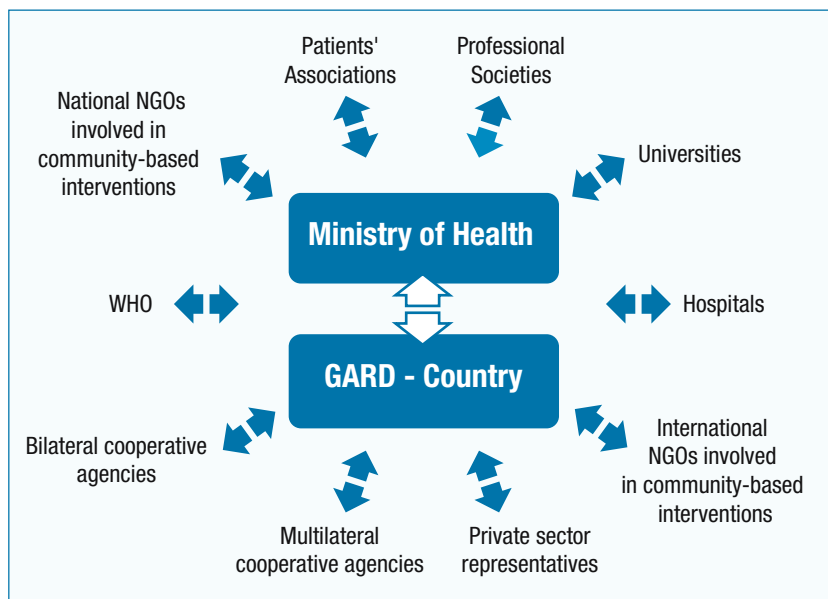 Patients'
Associations
Professional
Societies
National NGOs
involved in
community-based
interventions
Universities
Ministry of Health
WHO
Hospitals
GARD - Country
Bilateral cooperative
agencies
International
NGOs involved
in community-based
interventions
Multilateral
cooperative agencies
Private sector
representatives